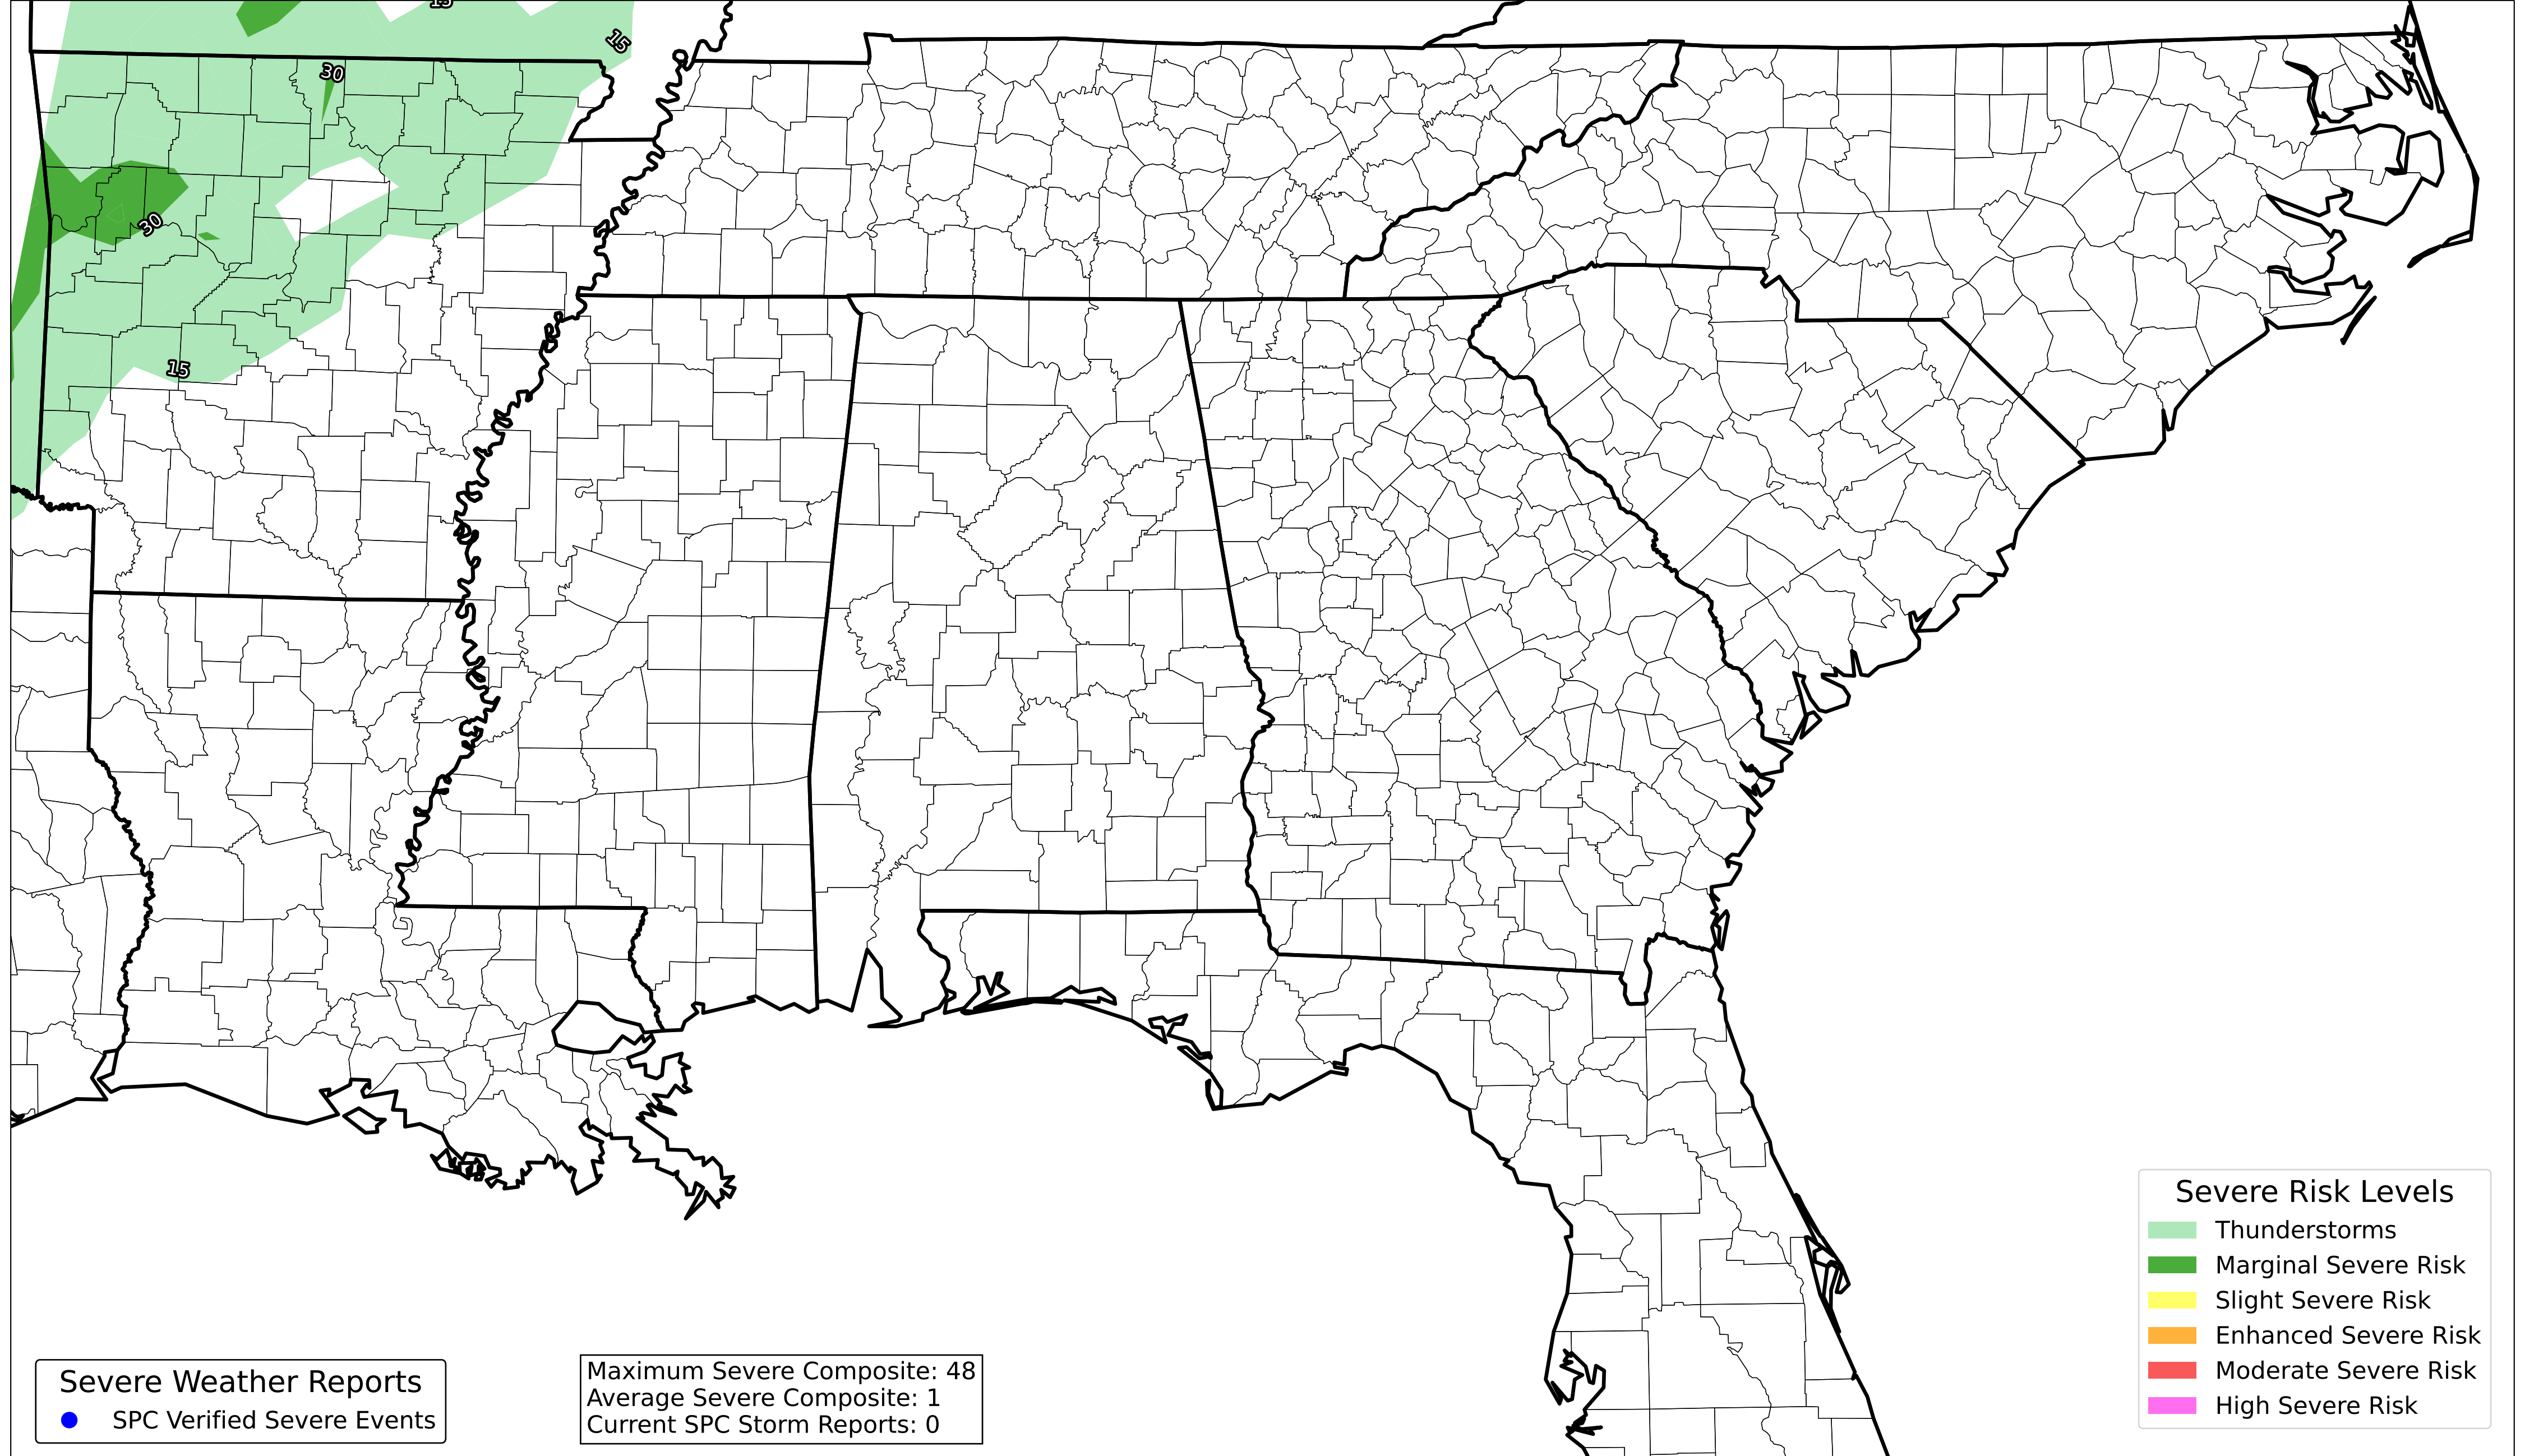 15
15
30
30
15
Severe Risk Levels
Thunderstorms
Marginal Severe Risk
Slight Severe Risk
Enhanced Severe Risk
Moderate Severe Risk
High Severe Risk
Severe Weather Reports
SPC Verified Severe Events
Maximum Severe Composite: 48
Average Severe Composite: 1
Current SPC Storm Reports: 0